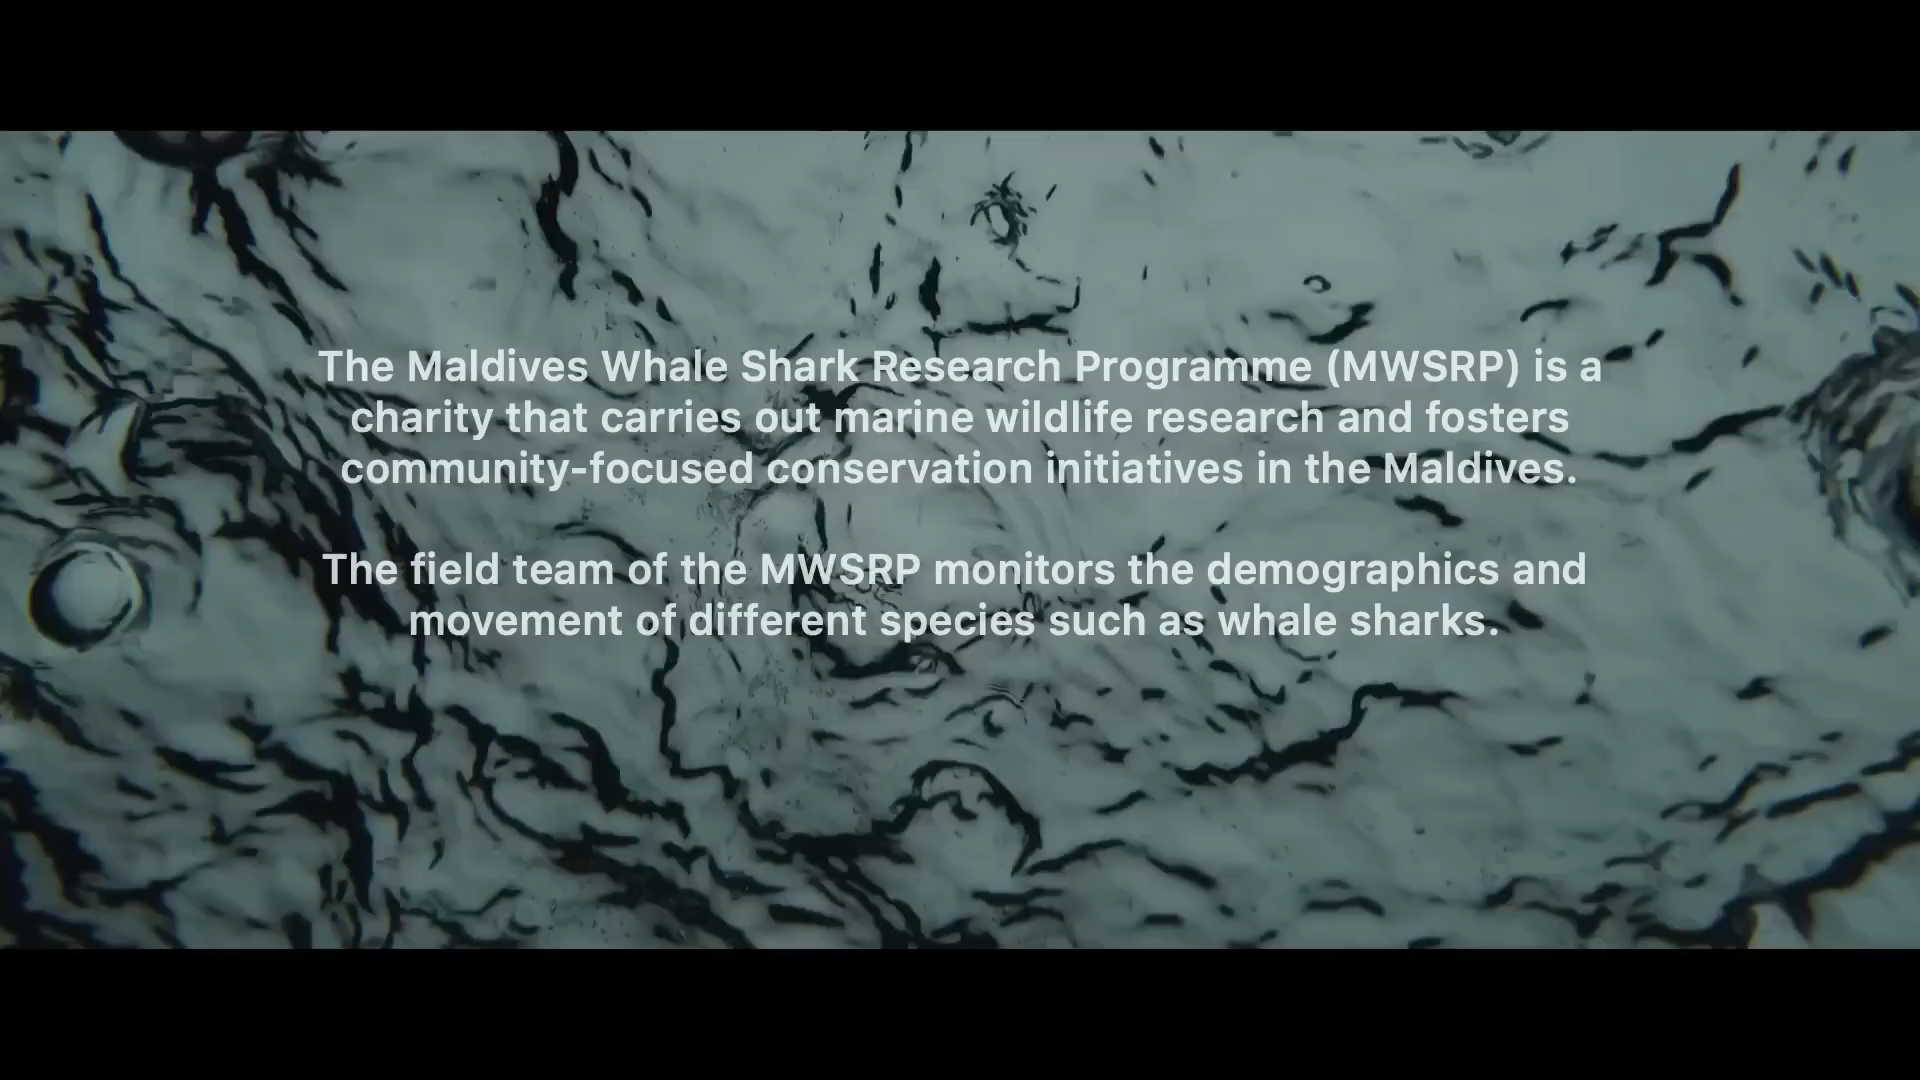 The Maldives Whale Shark Research Programme (MWSRP) is a
charity that carries out marine wildlife research and fosters
community-focused conservation initiatives in the Maldives.
The field team of the MWSRP monitors the demographics and
movement of different species such as whale sharks.